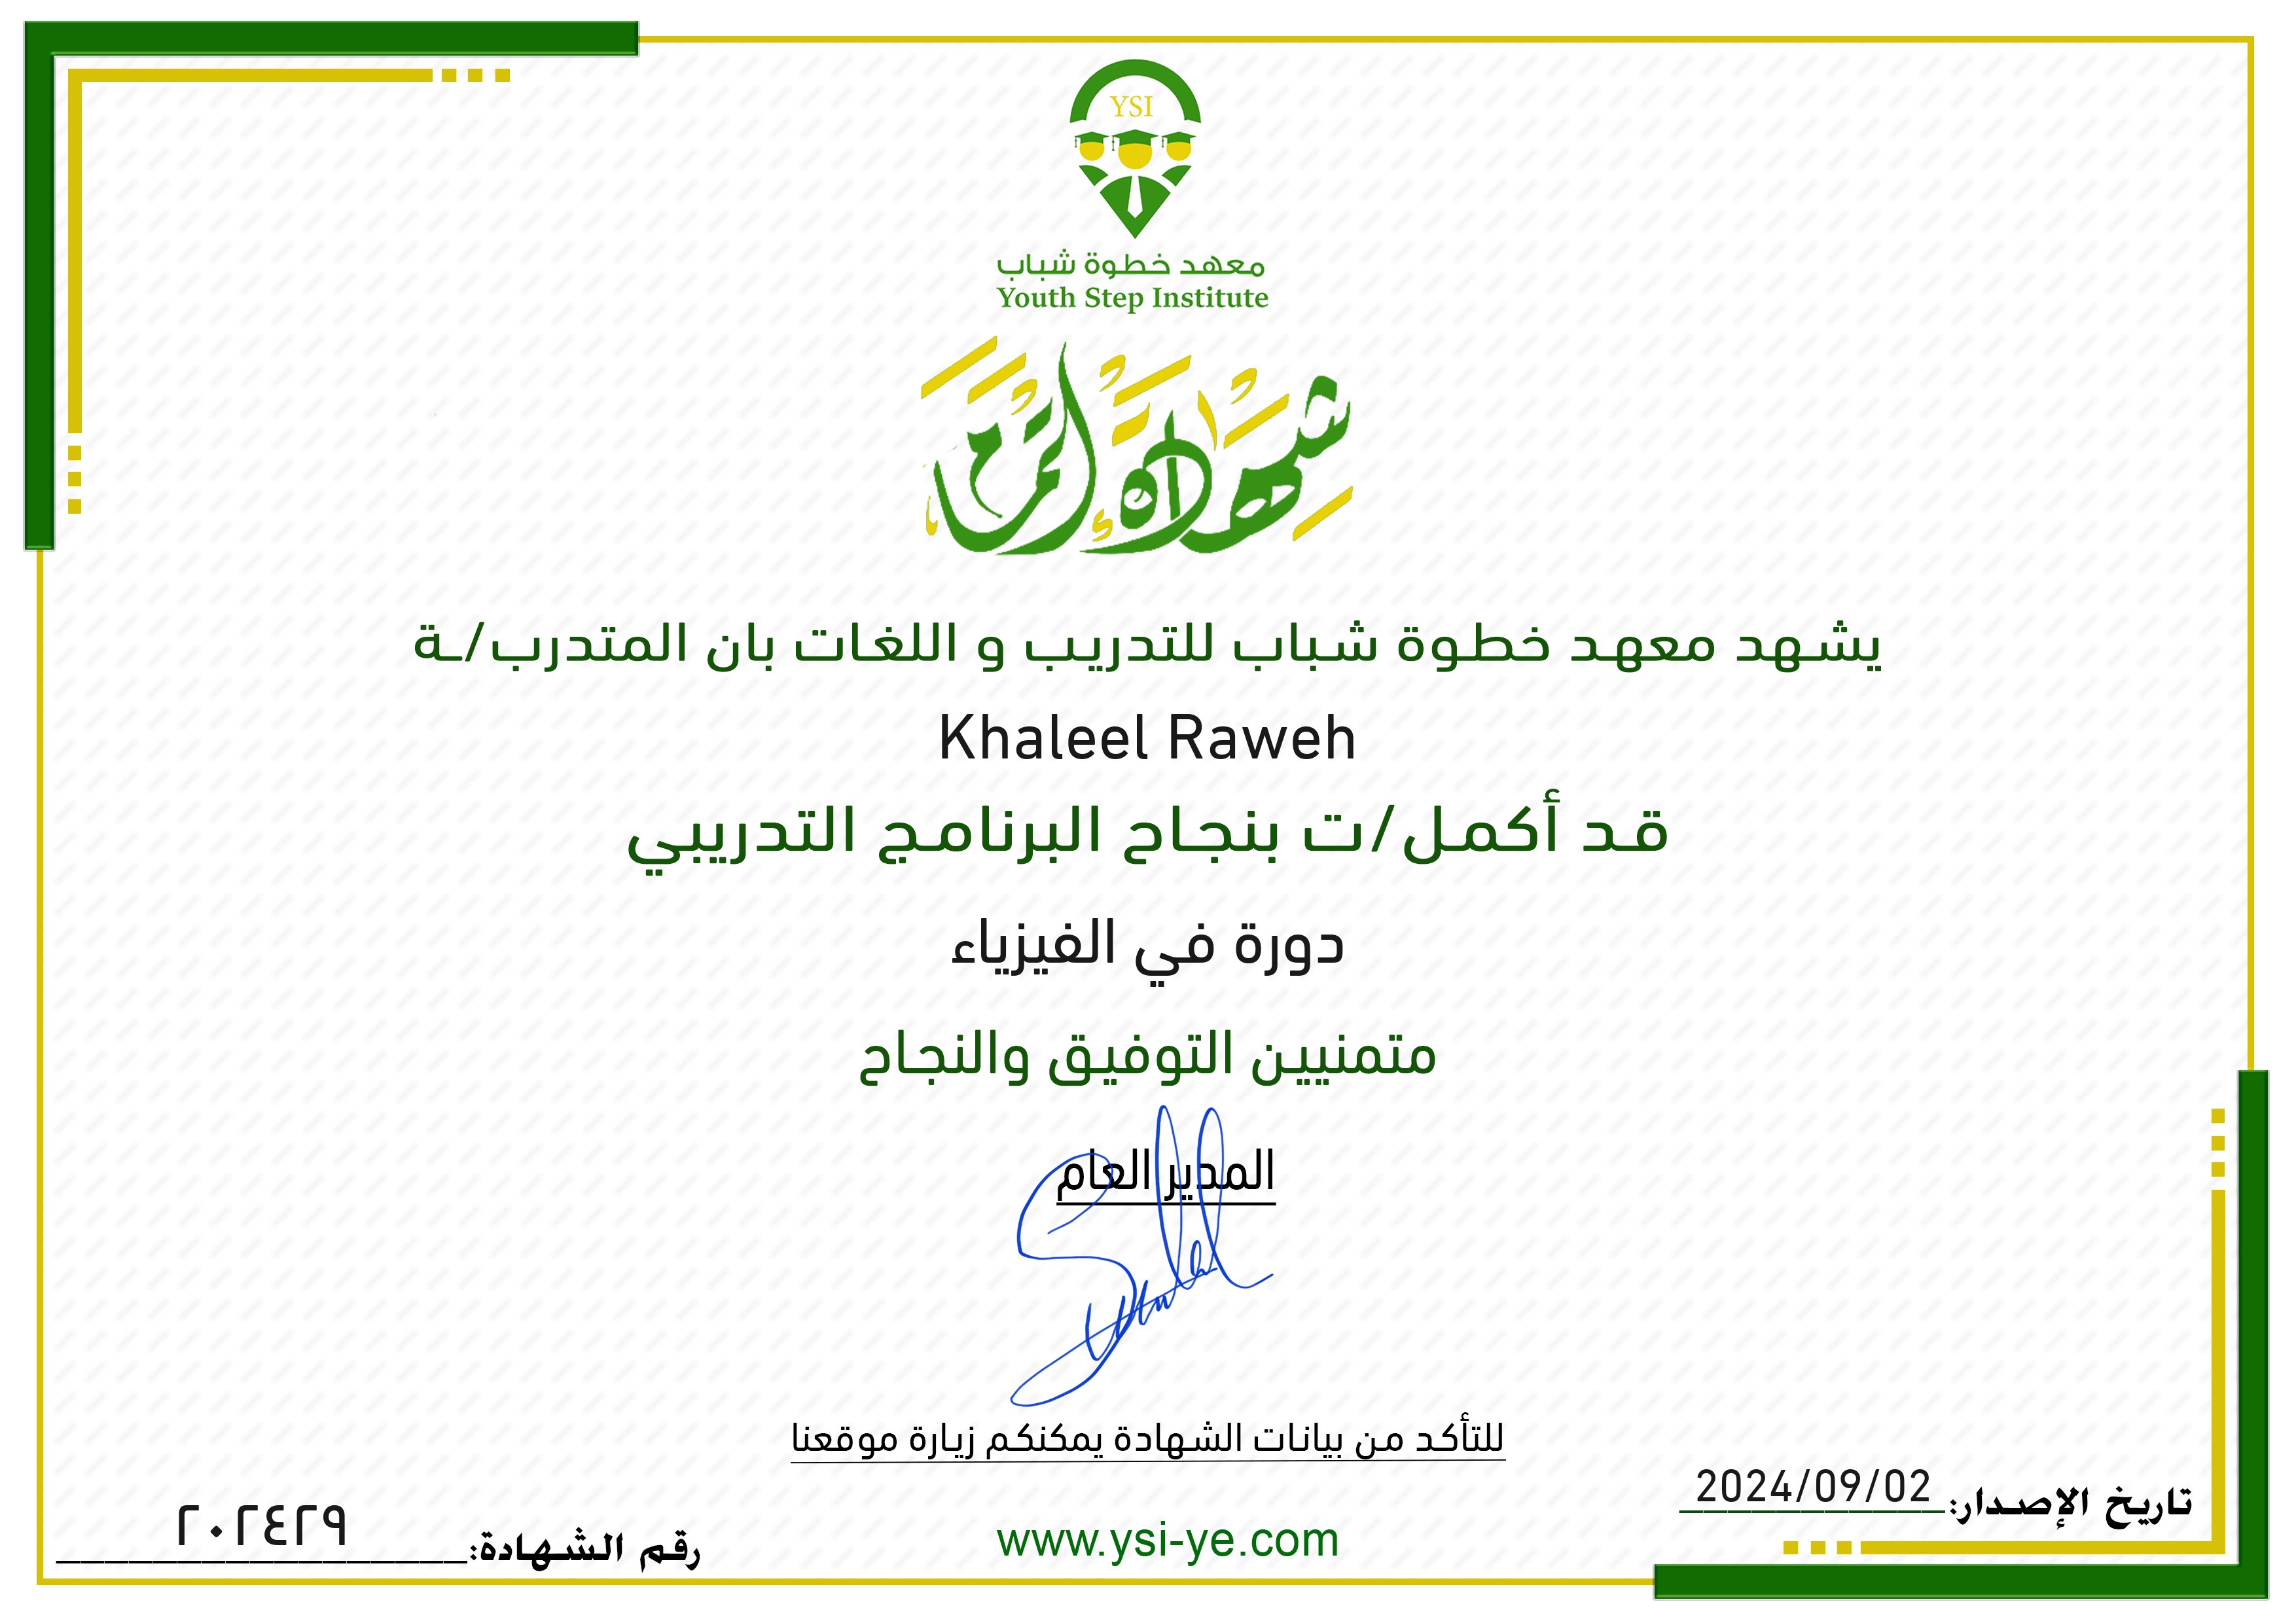 YSI
معهد خطوة شباب
Youth Step Institute
شَهَادَةُ إِتْمَام
يشهد معهد خطوة شباب للتدريب و اللغات بان المتدرب/ـة
Khaleel Raweh
قد أكمل/ت بنجاح البرنامج التدريبي
دورة في الفيزياء
متمنيين التوفيق والنجاح
المدير العام
للتأكد من بيانات الشهادة يمكنكم زيارة موقعنا
تاريخ الإصدار: 2024/09/02
www.ysi-ye.com
رقم الشهادة: ٢٠٢٤٢٩